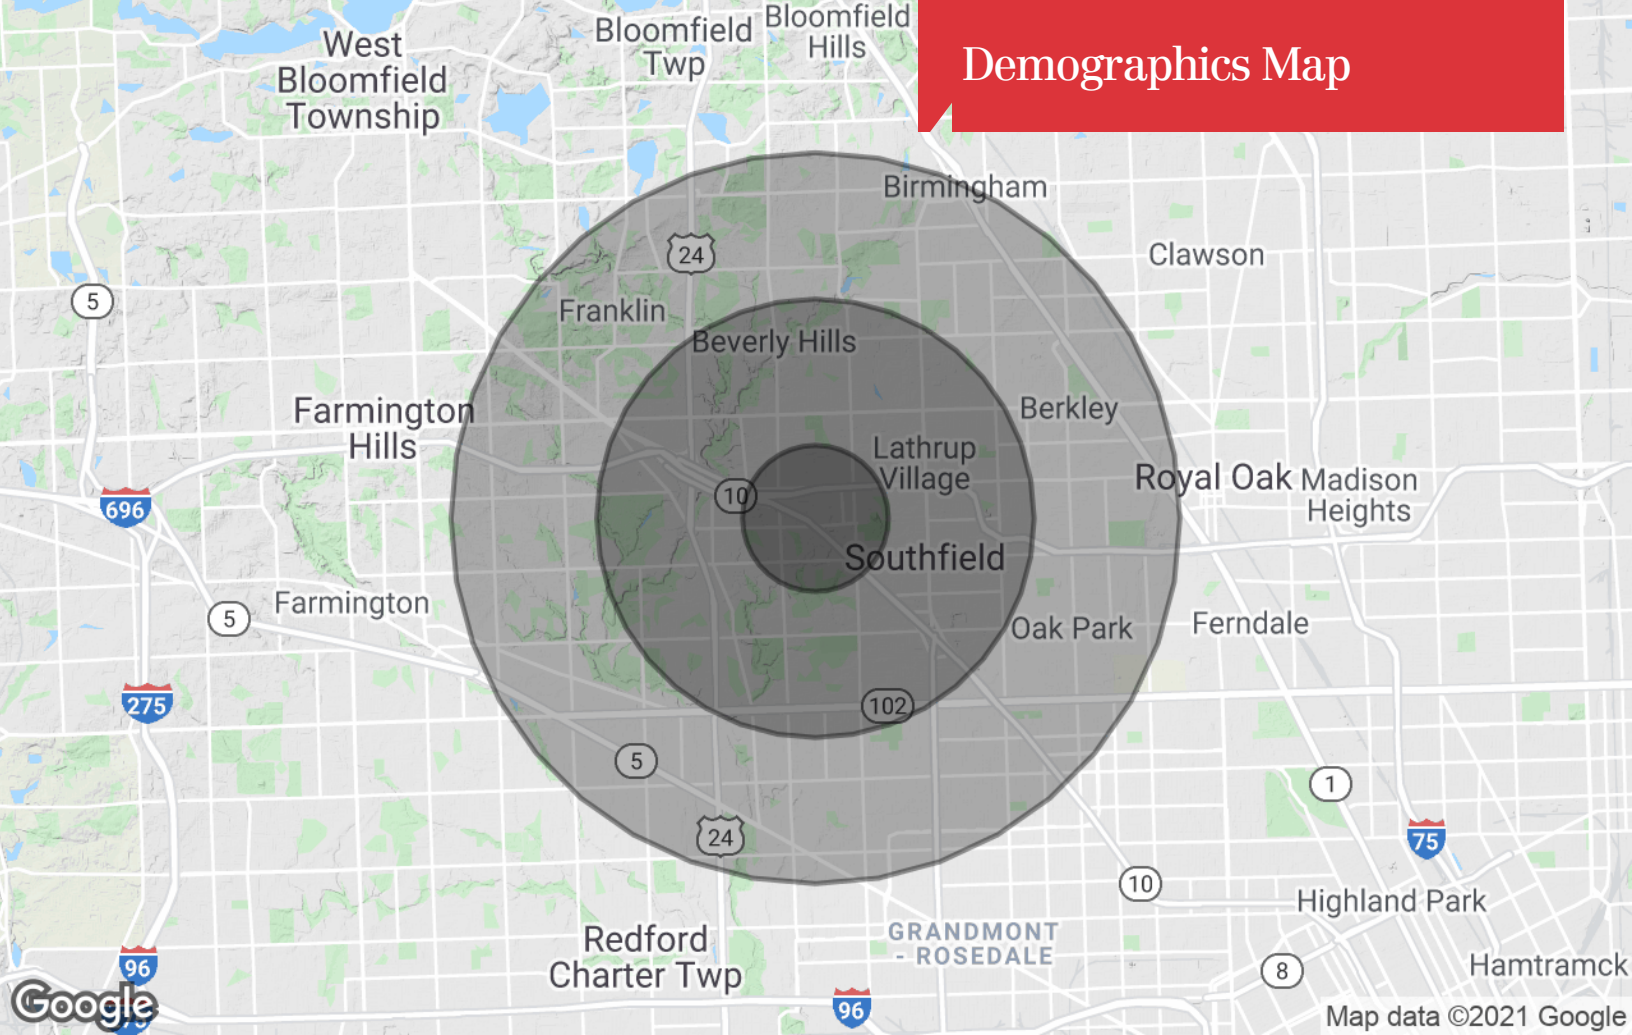 Demographics Map
West
Bloomfield
Township
Bloomfield
Twp
Bloomfield
Hills
Birmingham
24
Clawson
5
Franklin
Beverly Hills
Farmington
Hills
Berkley
Lathrup
Village
10
Royal Oak
Madison
Heights
696
Southfield
Farmington
5
Oak Park
Ferndale
275
102
5
1
24
75
10
Highland Park
Redford
Charter Twp
GRANDMONT
- ROSEDALE
96
8
Hamtramck
Google
96
Map data ©2021 Google